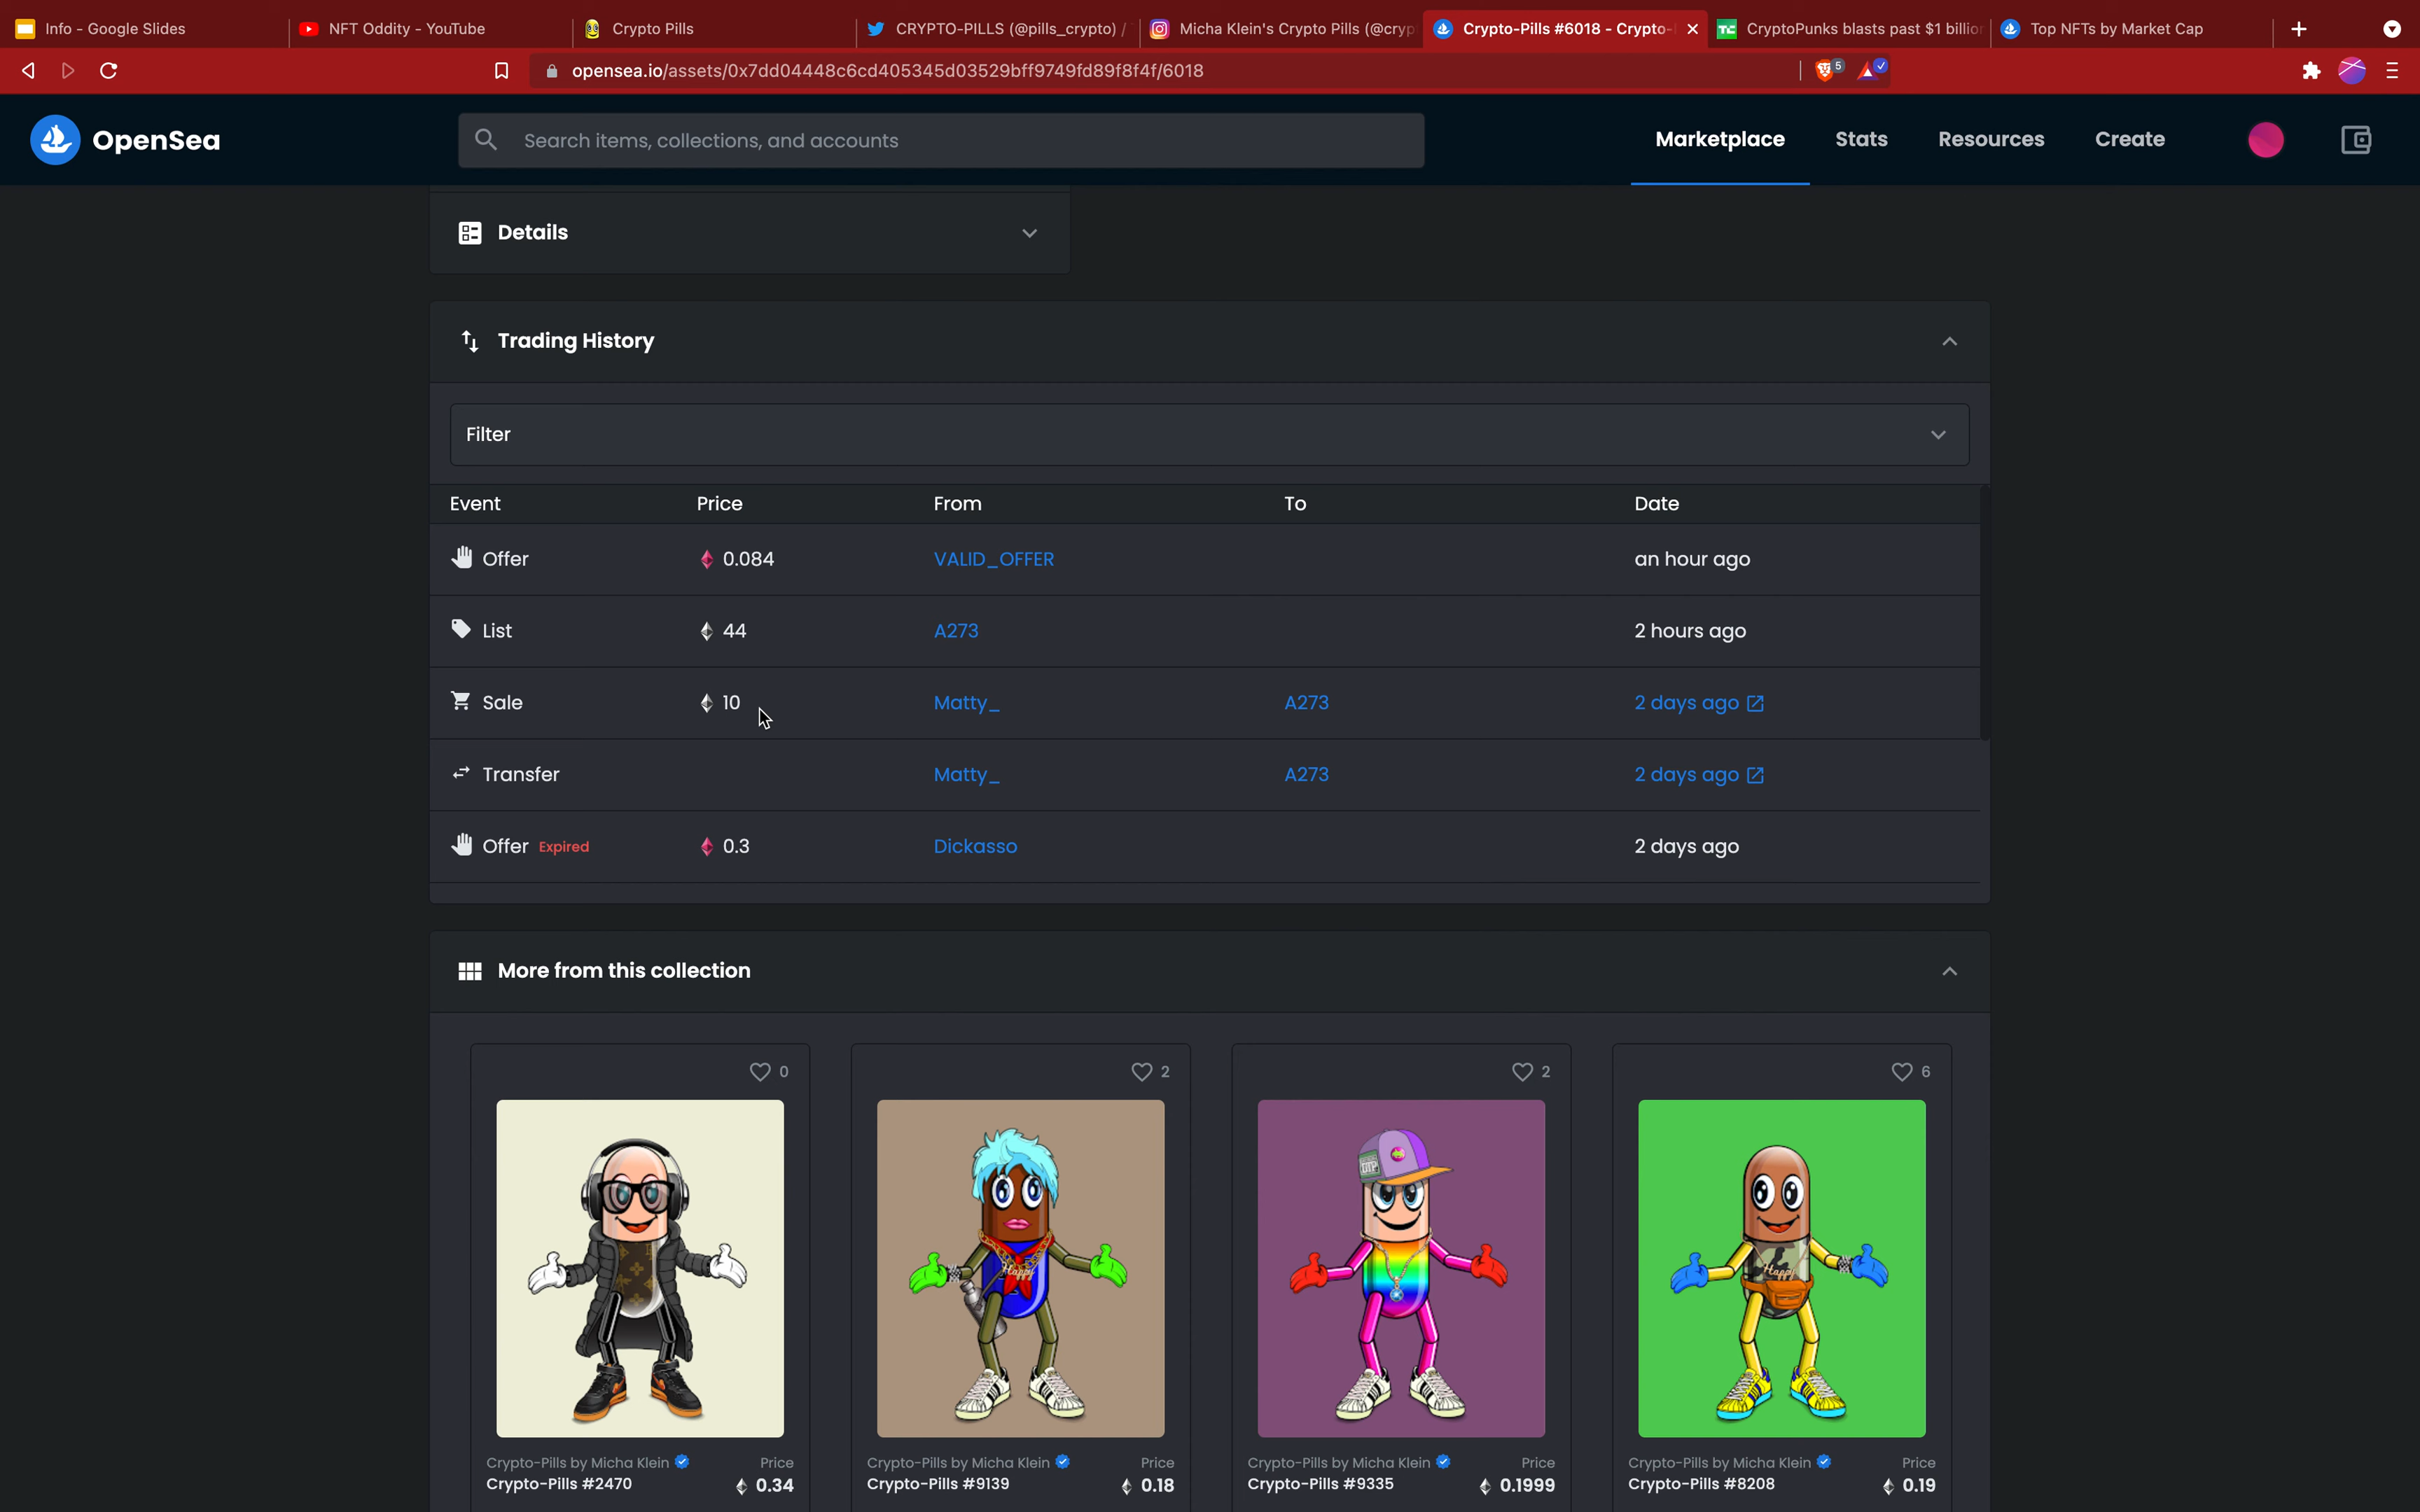 Info - Google Slides
NFT Oddity - YouTube
Crypto Pills
CRYPTO-PILLS (@pills_crypto) /
Micha Klein's Crypto Pills (@cryp
Crypto-Pills #6018 - Crypto-
CryptoPunks blasts past $1 billion
Top NFTs by Market Cap
opensea.io/assets/0x7dd04448c6cd405345d03529bff9749fd89f8f4f/6018
5
OpenSea
Search items, collections, and accounts
Marketplace
Stats
Resources
Create
Details
Trading History
Filter
Event Price From To Date
Offer 0.084 VALID_OFFER an hour ago
List 44 A273 2 hours ago
Sale 10 Matty_ A273 2 days ago
Transfer Matty_ A273 2 days ago
Offer Expired 0.3 Dickasso 2 days ago
More from this collection
0
2
2
6
Happy
Happy
Crypto-Pills by Micha Klein Price
Crypto-Pills #2470 0.34
Crypto-Pills by Micha Klein Price
Crypto-Pills #9139 0.18
Crypto-Pills by Micha Klein Price
Crypto-Pills #9335 0.1999
Crypto-Pills by Micha Klein Price
Crypto-Pills #8208 0.19